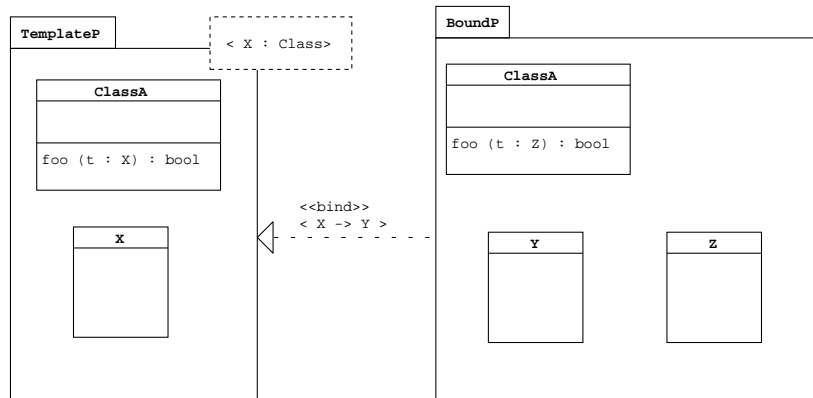 TemplateP
< X : Class>
ClassA
foo (t : X) : bool
X
<<bind>>
< X -> Y >
BoundP
ClassA
foo (t : Z) : bool
Y
Z